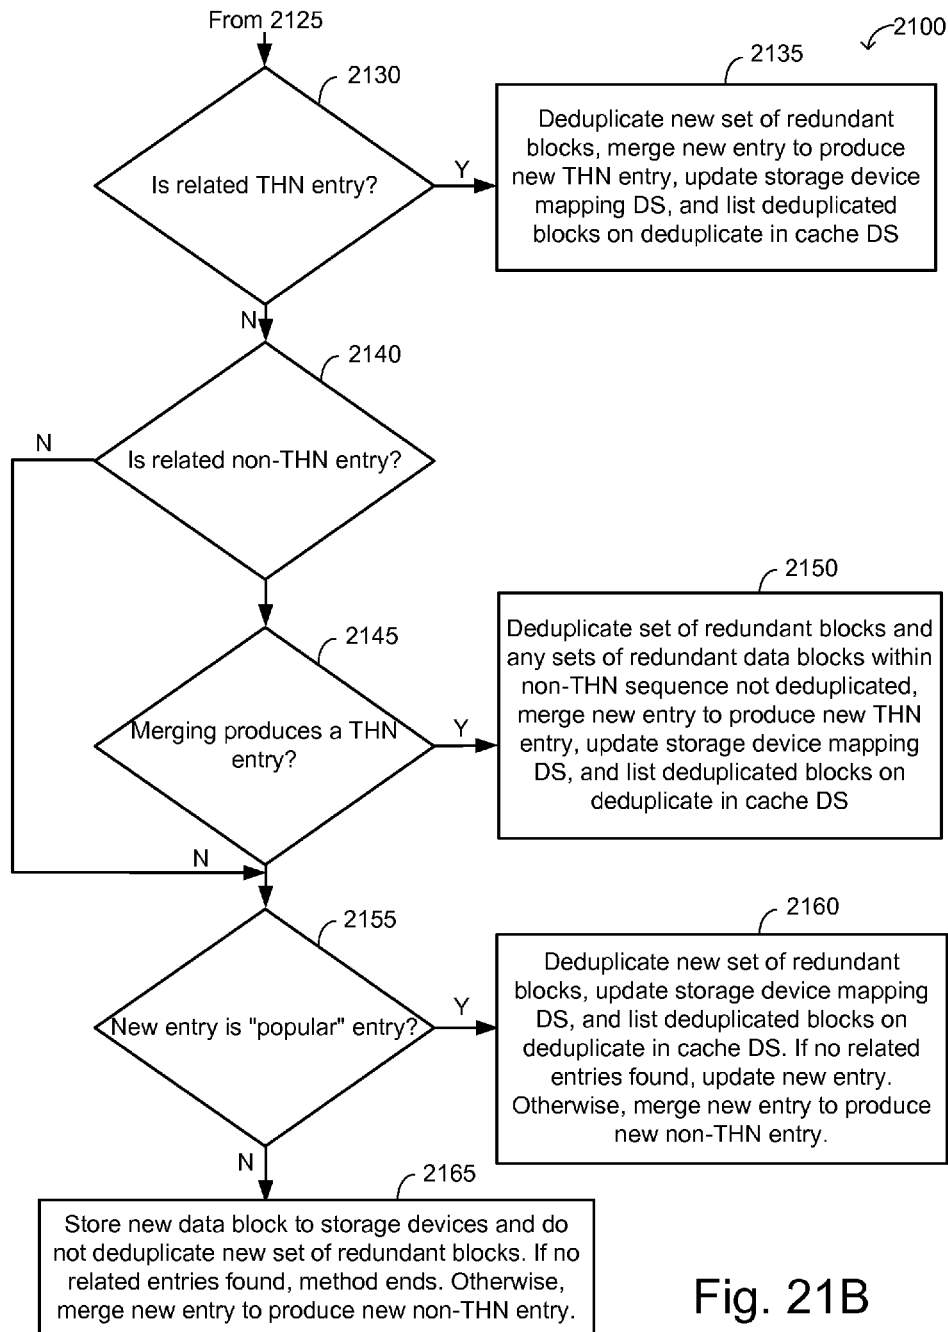 From 2125
2100
2130
2135
Is related THN entry?
Y
Deduplicate new set of redundant
blocks, merge new entry to produce
new THN entry, update storage device
mapping DS, and list deduplicated
blocks on deduplicate in cache DS
N
2140
N
Is related non-THN entry?
2145
2150
Merging produces a THN
entry?
Y
Deduplicate set of redundant blocks and
any sets of redundant data blocks within
non-THN sequence not deduplicated,
merge new entry to produce new THN
entry, update storage device mapping
DS, and list deduplicated blocks on
deduplicate in cache DS
N
2155
2160
New entry is "popular" entry?
Y
Deduplicate new set of redundant
blocks, update storage device mapping
DS, and list deduplicated blocks on
deduplicate in cache DS. If no related
entries found, update new entry.
Otherwise, merge new entry to produce
new non-THN entry.
N
2165
Store new data block to storage devices and do
not deduplicate new set of redundant blocks. If no
related entries found, method ends. Otherwise,
merge new entry to produce new non-THN entry.
Fig. 21B